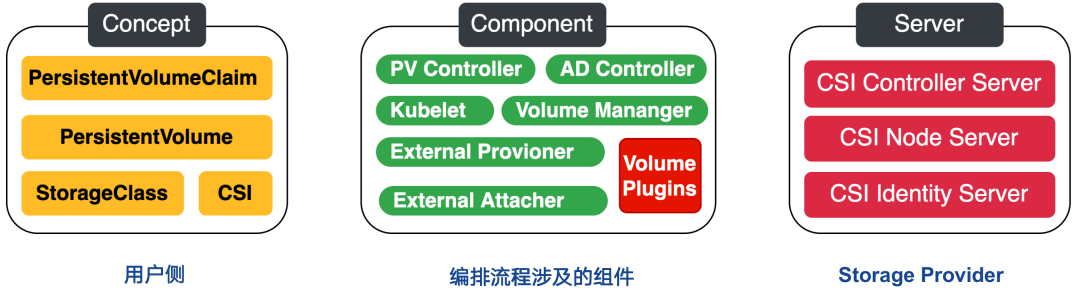 Concept
PersistentVolumeClaim
PersistentVolume
StorageClass
CSI
用户侧
Component
PV Controller
AD Controller
Kubelet
Volume Mananger
External Provioner
Volume
Plugins
External Attacher
编排流程涉及的组件
Server
CSI Controller Server
CSI Node Server
CSI Identity Server
Storage Provider